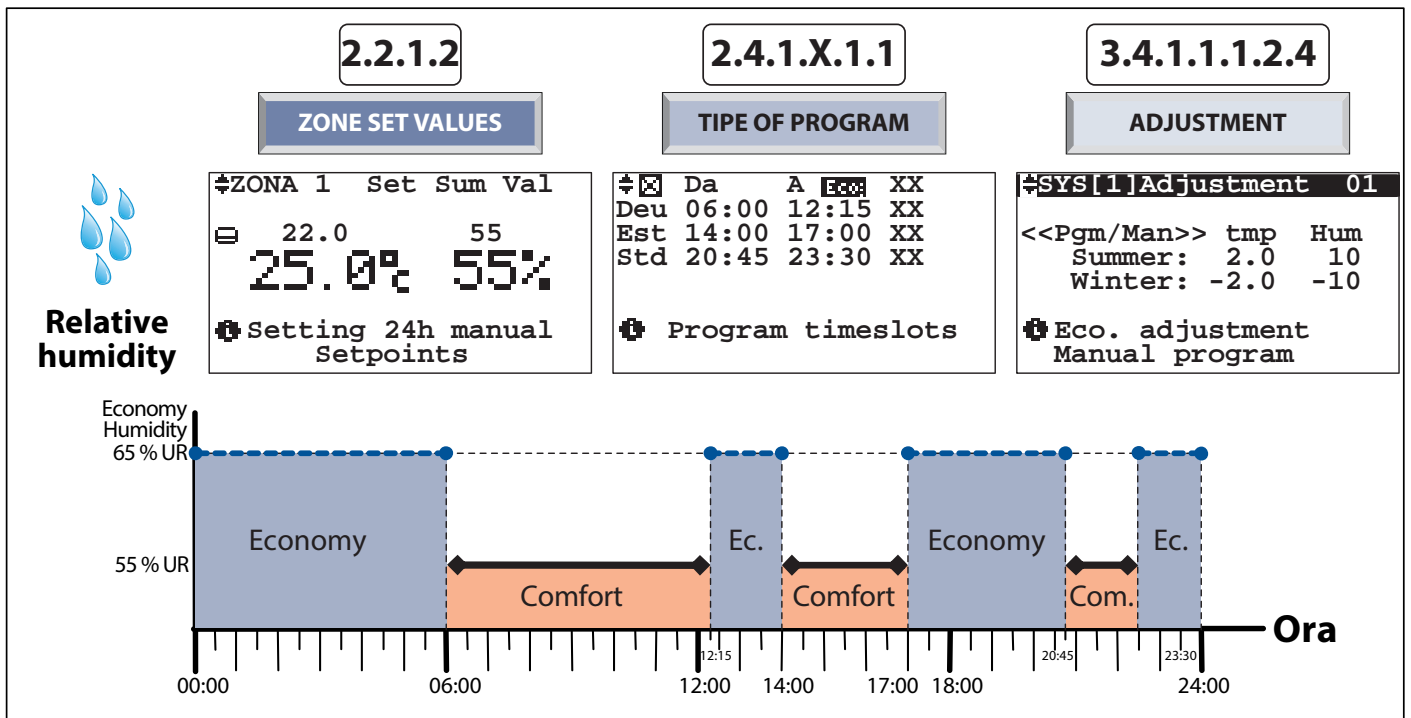 2.2.1.2
2.4.1.X.1.1
3.4.1.1.1.2.4
ZONE SET VALUES
TIPE OF PROGRAM
ADJUSTMENT
Relative
humidity
ZONA 1 Set Sum Val
22.0 55
25.0°c 55%
Setting 24h manual
Setpoints
Da A Eco: XX
Deu 06:00 12:15 XX
Est 14:00 17:00 XX
Std 20:45 23:30 XX
Program timeslots
SYS[1]Adjustment 01
<<Pgm/Man>> tmp Hum
Summer: 2.0 10
Winter: -2.0 -10
Eco. adjustment
Manual program
Economy
Humidity
65 % UR
55 % UR
Economy
Comfort
Ec.
Comfort
Economy
Com.
Ec.
Ora
12:15
20:45
23:30
00:00
06:00
12:00
14:00
17:00
18:00
24:00